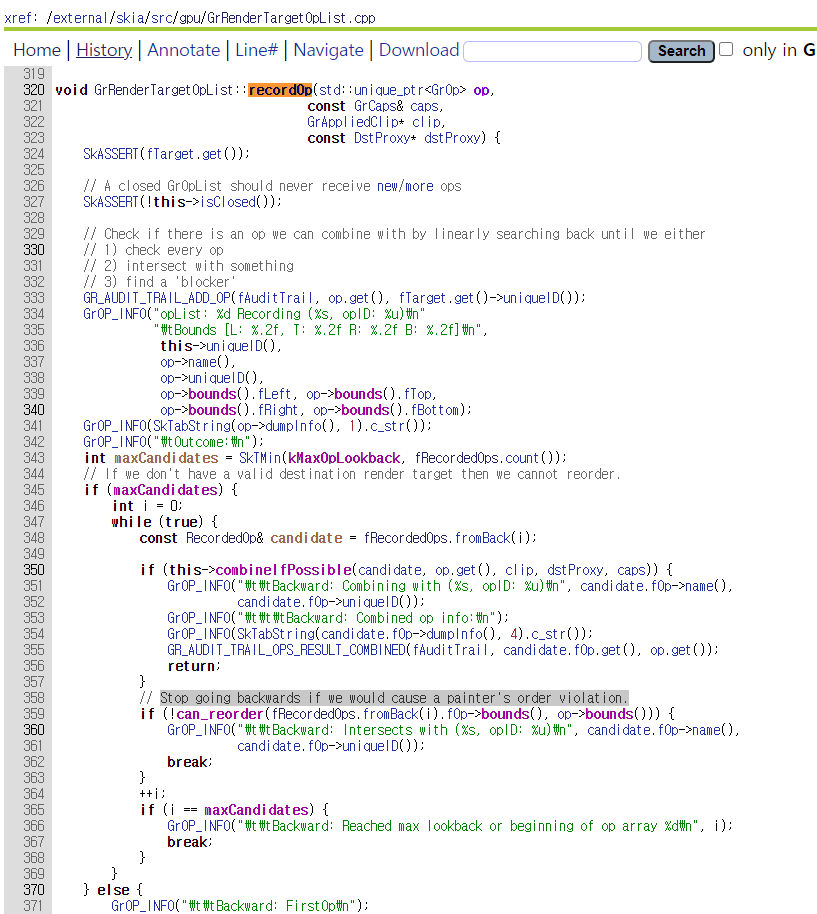 xref: /external/skia/src/gpu/GrRenderTargetOpList.cpp
Home | History | Annotate | Line# | Navigate | Download Search only in G
319
320 void GrRenderTargetOpList::recordOp(std::unique_ptr<GrOp> op,
321 const GrCaps& caps,
322 GrAppliedClip* clip,
323 const DstProxy* dstProxy) {
324 SkASSERT(fTarget.get());
325
326 // A closed GrOpList should never receive new/more ops
327 SkASSERT(!this->isClosed());
328
329 // Check if there is an op we can combine with by linearly searching back until we either
330 // 1) check every op
331 // 2) intersect with something
332 // 3) find a 'blocker'
333 GR_AUDIT_TRAIL_ADD_OP(fAuditTrail, op.get(), fTarget.get()->uniqueID());
334 GrOP_INFO("opList: %d Recording (%s, opID: %u)₩n"
335 "₩tBounds [L: %.2f, T: %.2f R: %.2f B: %.2f]₩n",
336 this->uniqueID(),
337 op->name(),
338 op->uniqueID(),
339 op->bounds().fLeft, op->bounds().fTop,
340 op->bounds().fRight, op->bounds().fBottom);
341 GrOP_INFO(SkTabString(op->dumpInfo(), 1).c_str());
342 GrOP_INFO("₩tOutcome:₩n");
343 int maxCandidates = SkTMin(kMaxOpLookback, fRecordedOps.count());
344 // If we don't have a valid destination render target then we cannot reorder.
345 if (maxCandidates) {
346 int i = 0;
347 while (true) {
348 const RecordedOp& candidate = fRecordedOps.fromBack(i);
349
350 if (this->combineIfPossible(candidate, op.get(), clip, dstProxy, caps)) {
351 GrOP_INFO("₩t₩tBackward: Combining with (%s, opID: %u)₩n", candidate.fOp->name(),
352 candidate.fOp->uniqueID());
353 GrOP_INFO("₩t₩t₩tBackward: Combined op info:₩n");
354 GrOP_INFO(SkTabString(candidate.fOp->dumpInfo(), 4).c_str());
355 GR_AUDIT_TRAIL_OPS_RESULT_COMBINED(fAuditTrail, candidate.fOp.get(), op.get());
356 return;
357 }
358 // Stop going backwards if we would cause a painter's order violation.
359 if (!can_reorder(fRecordedOps.fromBack(i).fOp->bounds(), op->bounds())) {
360 GrOP_INFO("₩t₩tBackward: Intersects with (%s, opID: %u)₩n", candidate.fOp->name(),
361 candidate.fOp->uniqueID());
362 break;
363 }
364 ++i;
365 if (i == maxCandidates) {
366 GrOP_INFO("₩t₩tBackward: Reached max lookback or beginning of op array %d₩n", i);
367 break;
368 }
369 }
370 } else {
371 GrOP_INFO("₩t₩tBackward: FirstOp₩n");